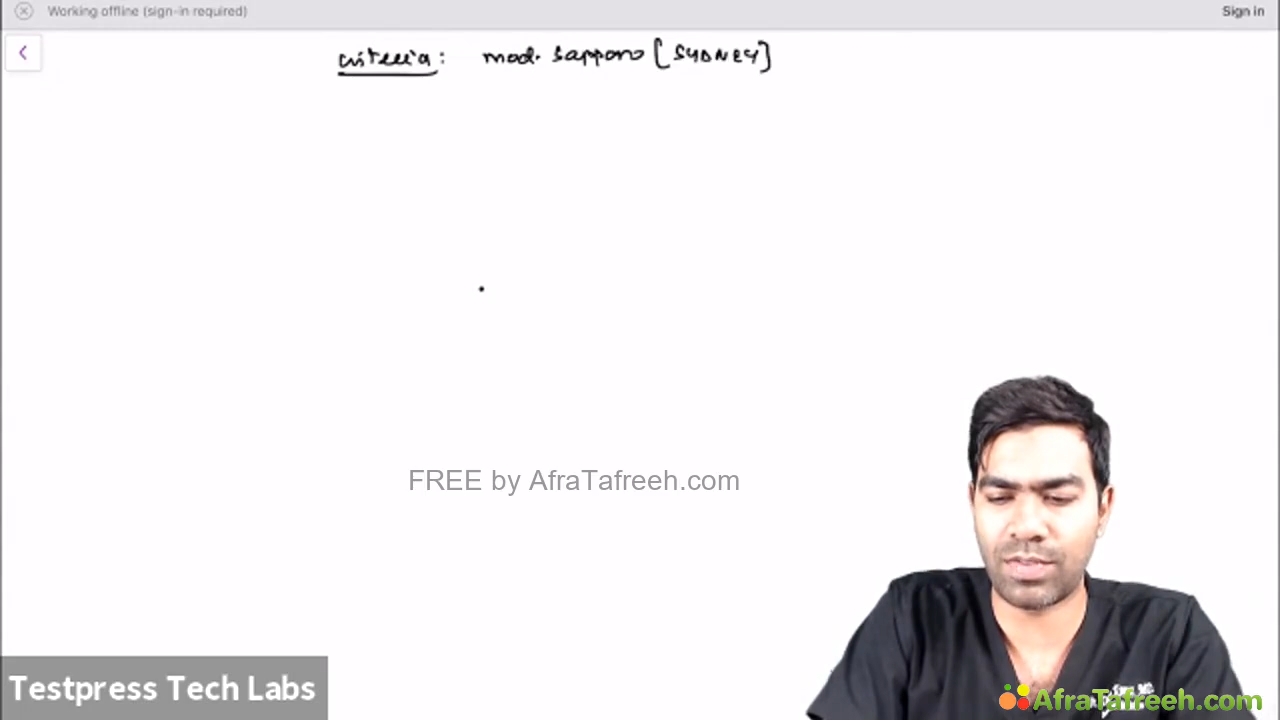 Working offline (sign-in required)
Sign in
criteria: mod. Sapporo [SYDNEY]
FREE by AfraTafreeh.com
Testpress Tech Labs
AfraTafreeh.com